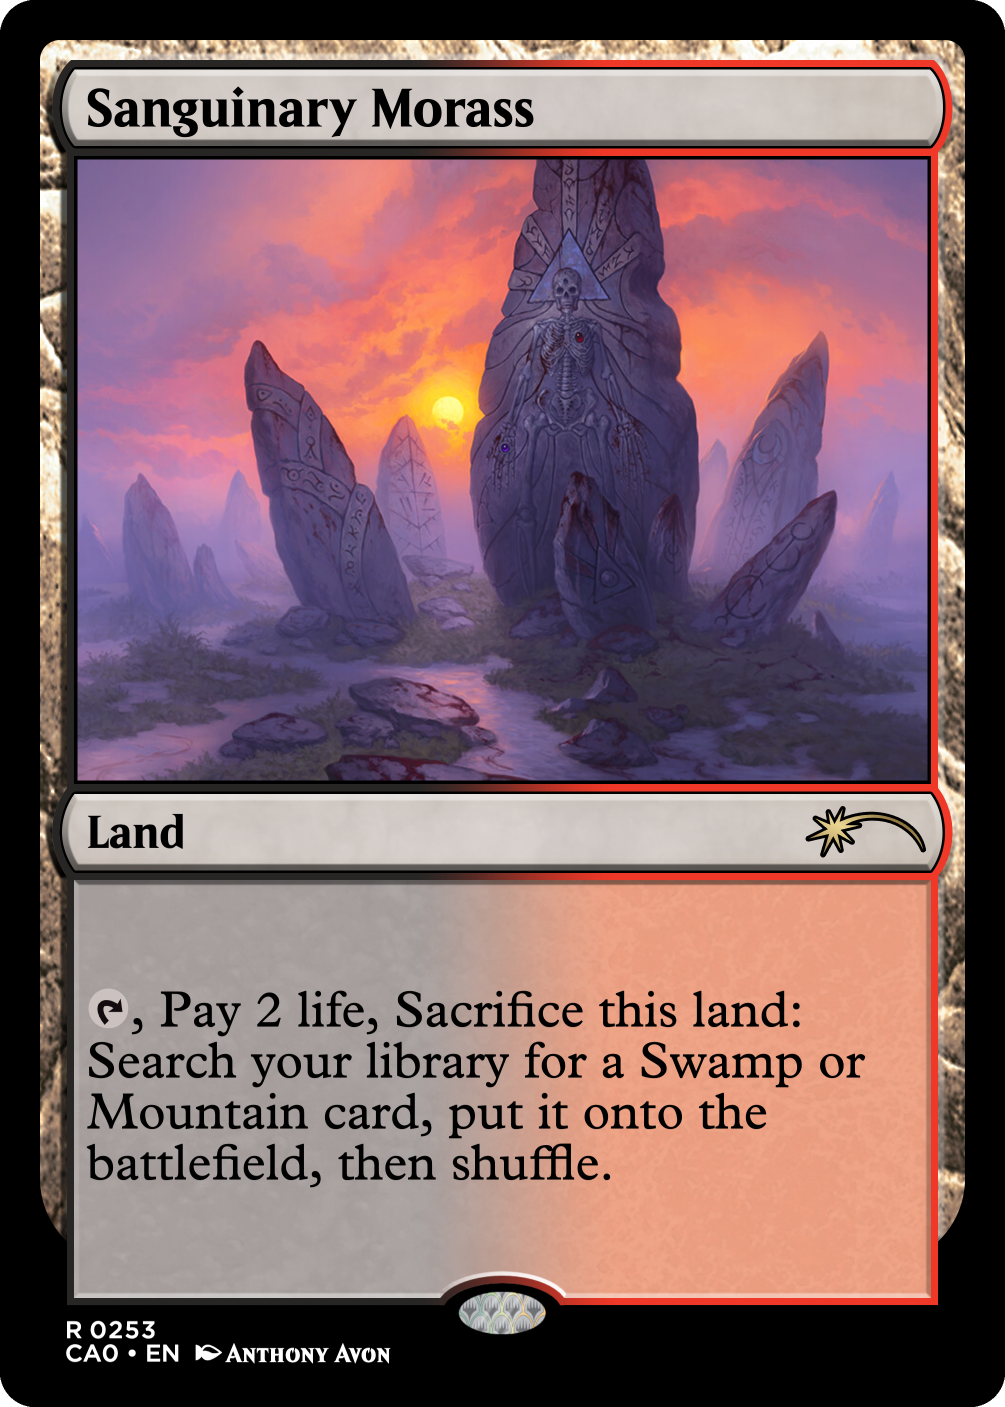 Sanguinary Morass
Land
, Pay 2 life, Sacrifice this land:
Search your library for a Swamp or
Mountain card, put it onto the
battlefield, then shuffle.
R 0253
CAO • EN Anthony Avon